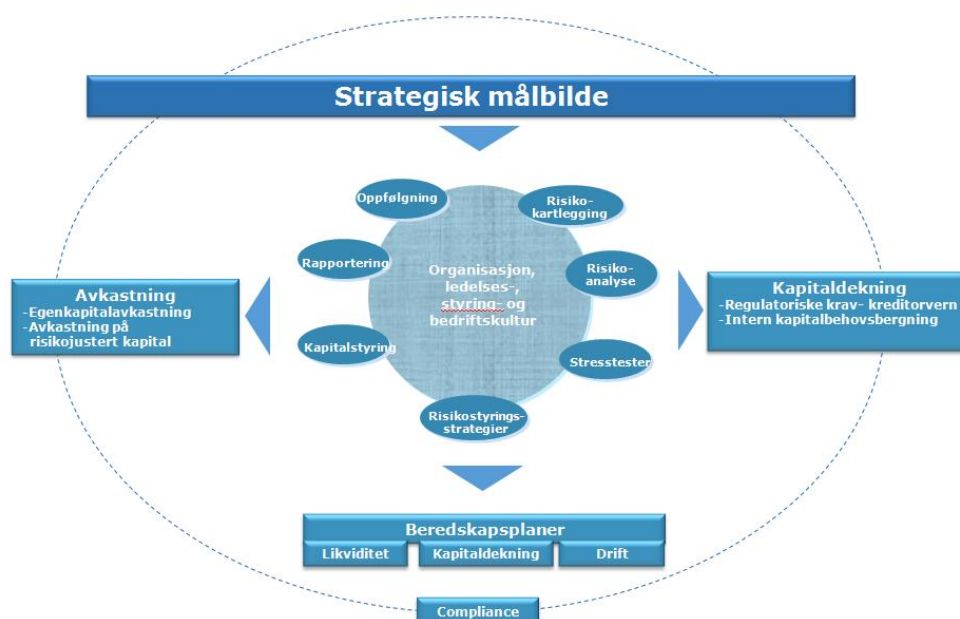 Strategisk målbilde
Oppfølgning
Risiko-
kartlegging
Rapportering
Organisasjon,
ledelses-,
styring- og
bedriftskultur
Risiko-
analyse
Avkastning
-Egenkapitalavkastning
-Avkastning på
risikojustert kapital
Kapitaldekning
-Regulatoriske krav- kreditorvern
-Intern kapitalbehovsbergning
Kapitalstyring
Stresstester
Risikostyrings-
strategier
Beredskapsplaner
Likviditet
Kapitaldekning
Drift
Compliance